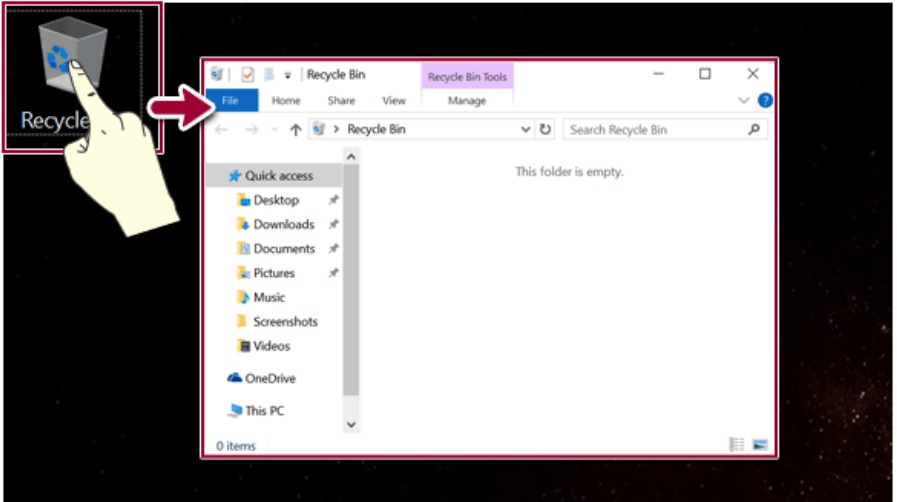 Recycle
Recycle Bin
Recycle Bin Tools
File
Home
Share
View
Manage
?
Recycle Bin
Search Recycle Bin
Quick access
This folder is empty.
Desktop
Downloads
Documents
Pictures
Music
Screenshots
Videos
OneDrive
This PC
0 items